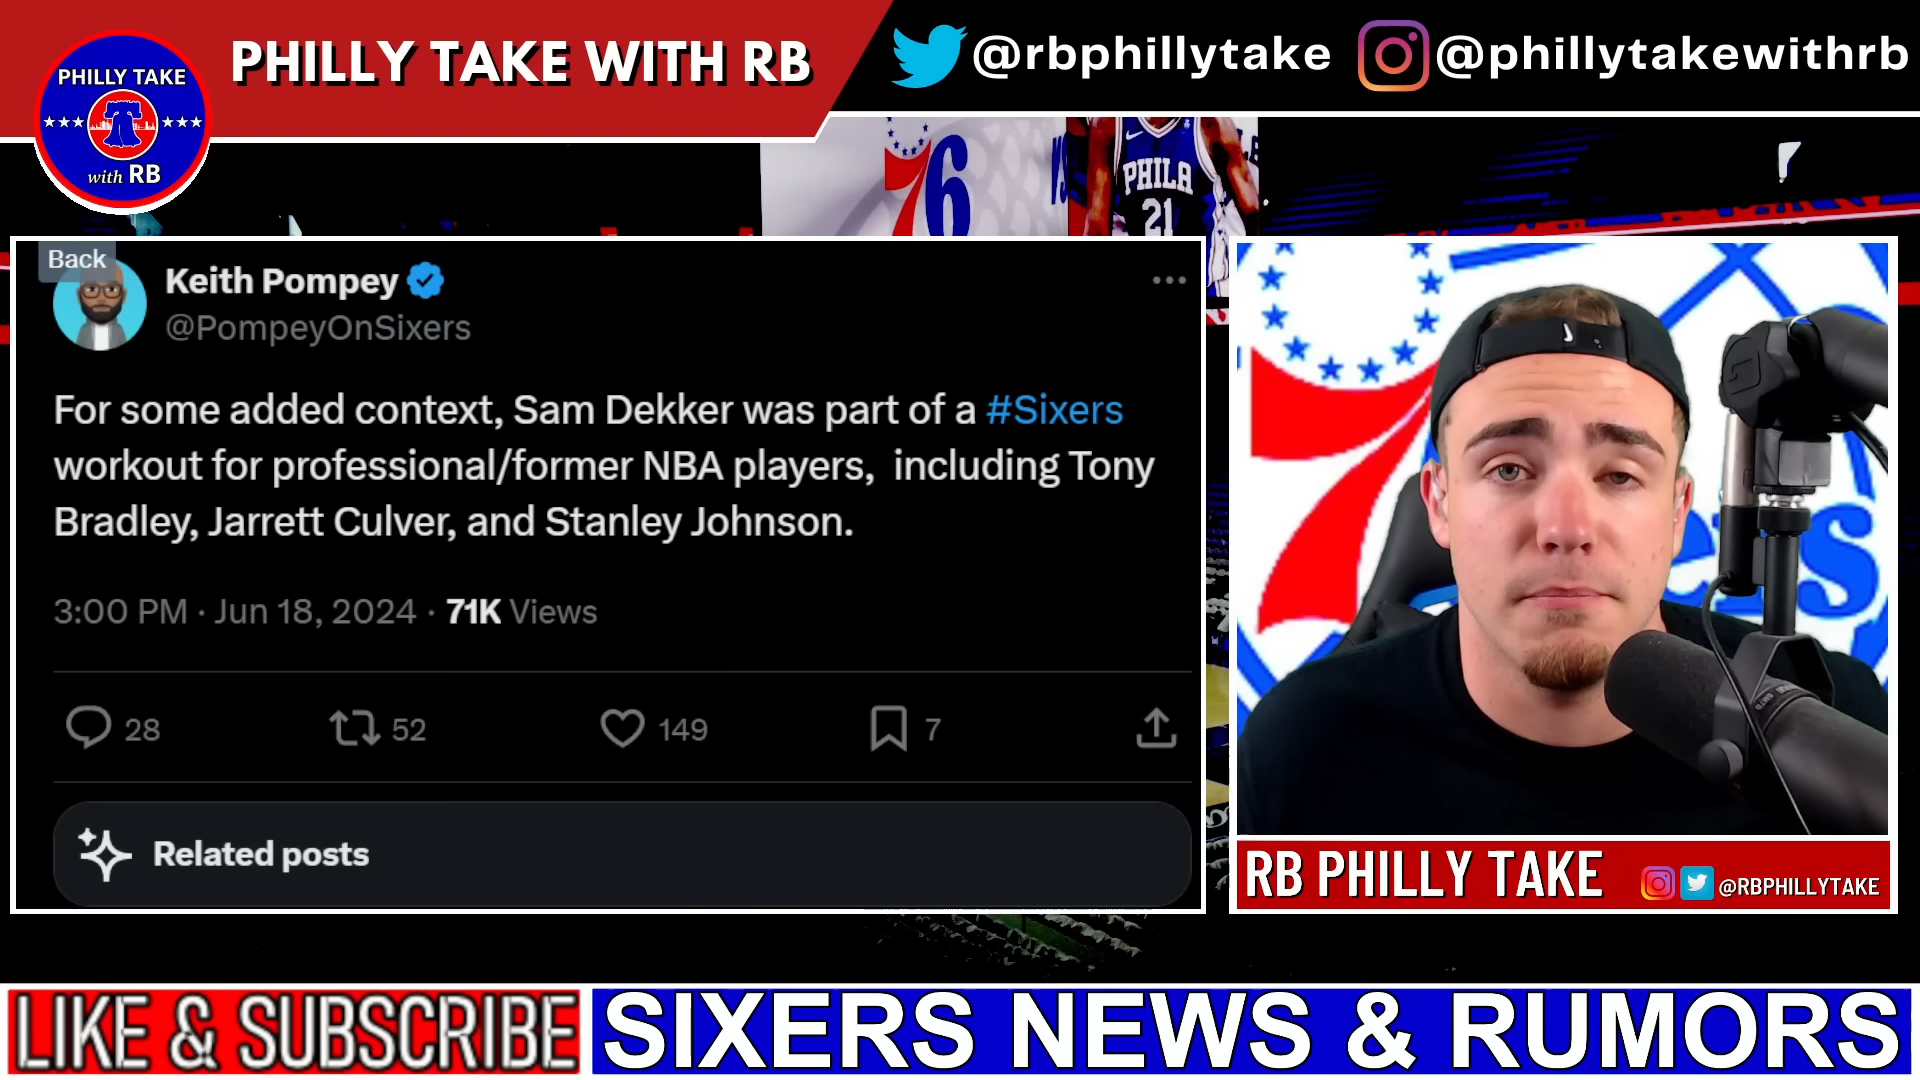 PHILLY TAKE
with RB
PHILLY TAKE WITH RB
@rbphillytake
@phillytakewithrb
76
PHILA
21
Back
Keith Pompey
@PompeyOnSixers
For some added context, Sam Dekker was part of a #Sixers
workout for professional/former NBA players, including Tony
Bradley, Jarrett Culver, and Stanley Johnson.
3:00 PM · Jun 18, 2024 · 71K Views
28
52
149
7
Related posts
RB PHILLY TAKE
@RBPHILLYTAKE
LIKE & SUBSCRIBE
SIXERS NEWS & RUMORS